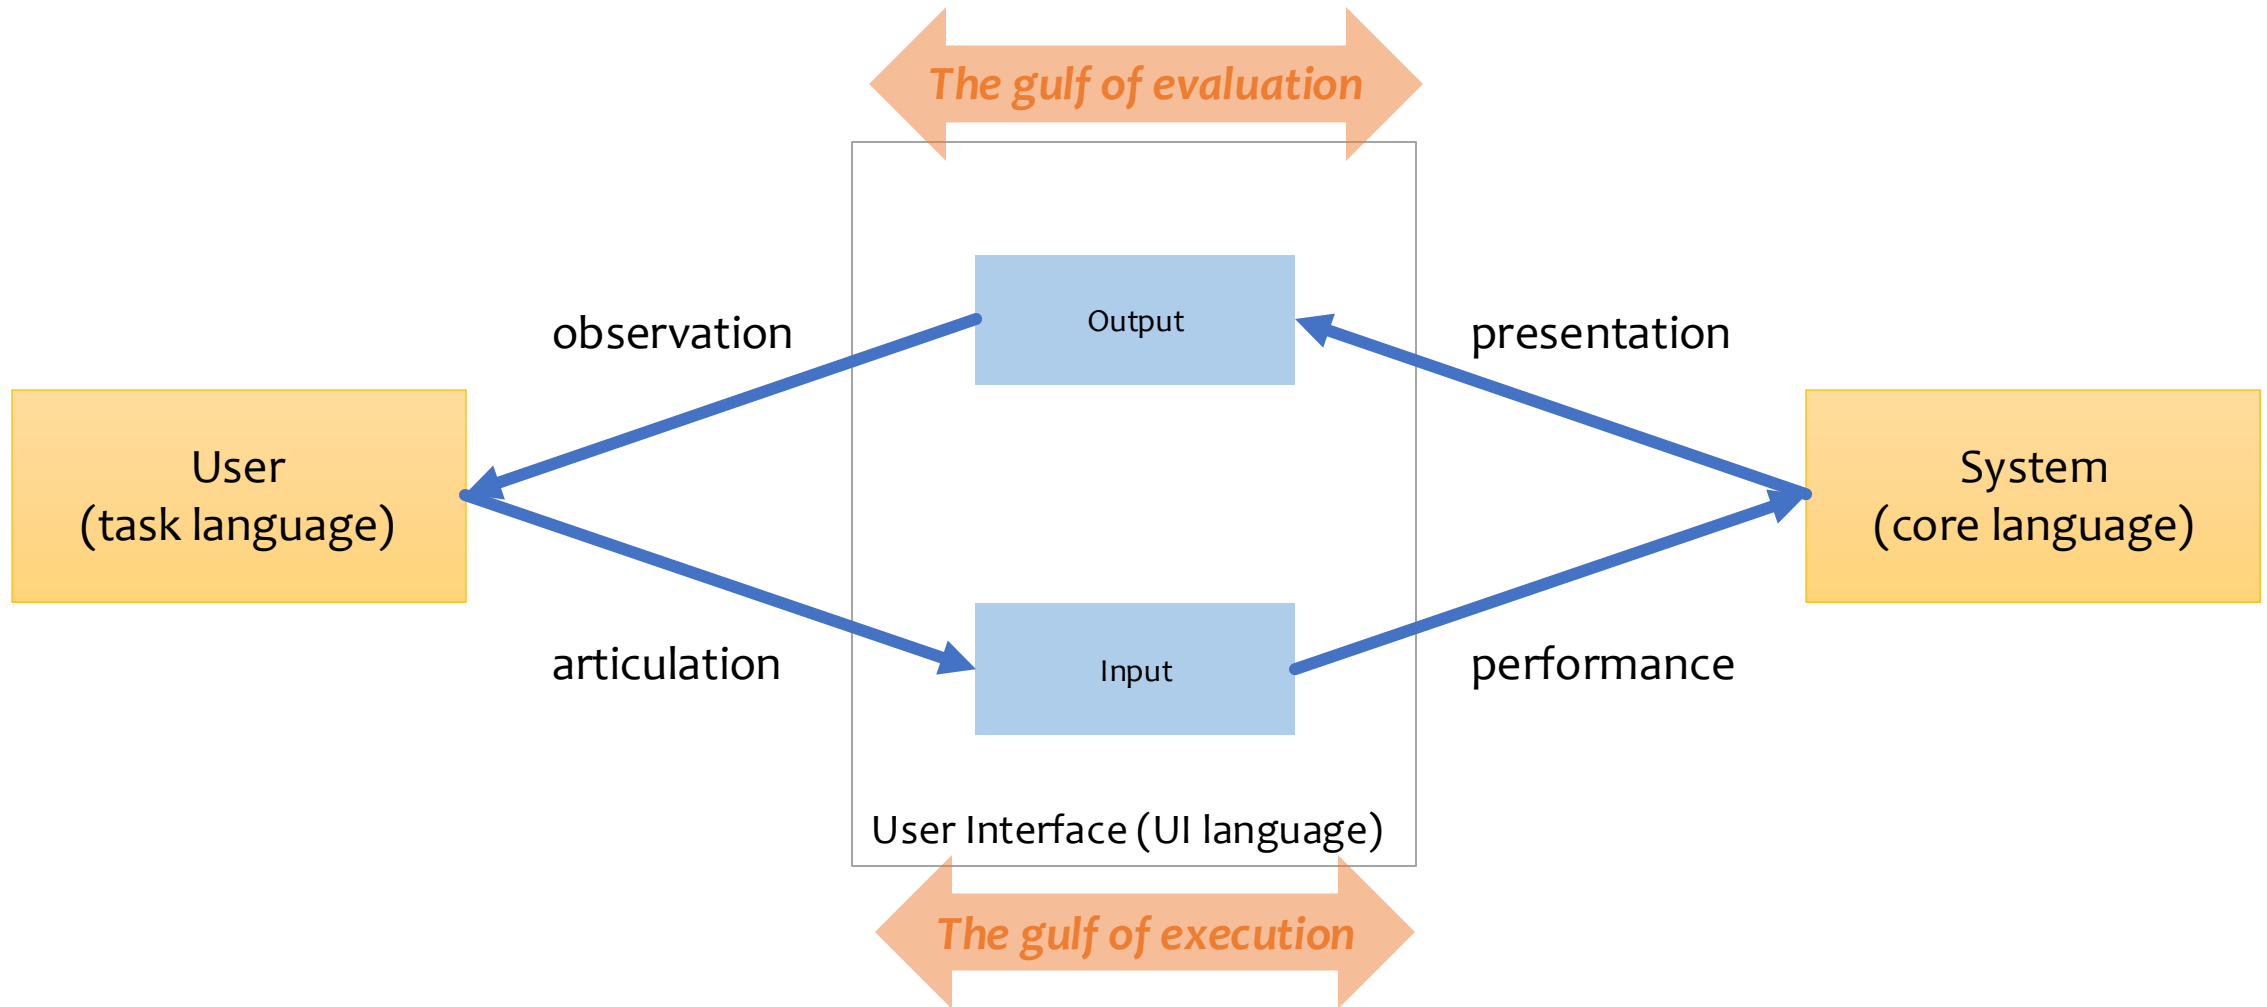 The gulf of evaluation
Output
observation
presentation
User
(task language)
System
(core language)
articulation
Input
performance
User Interface (UI language)
The gulf of execution